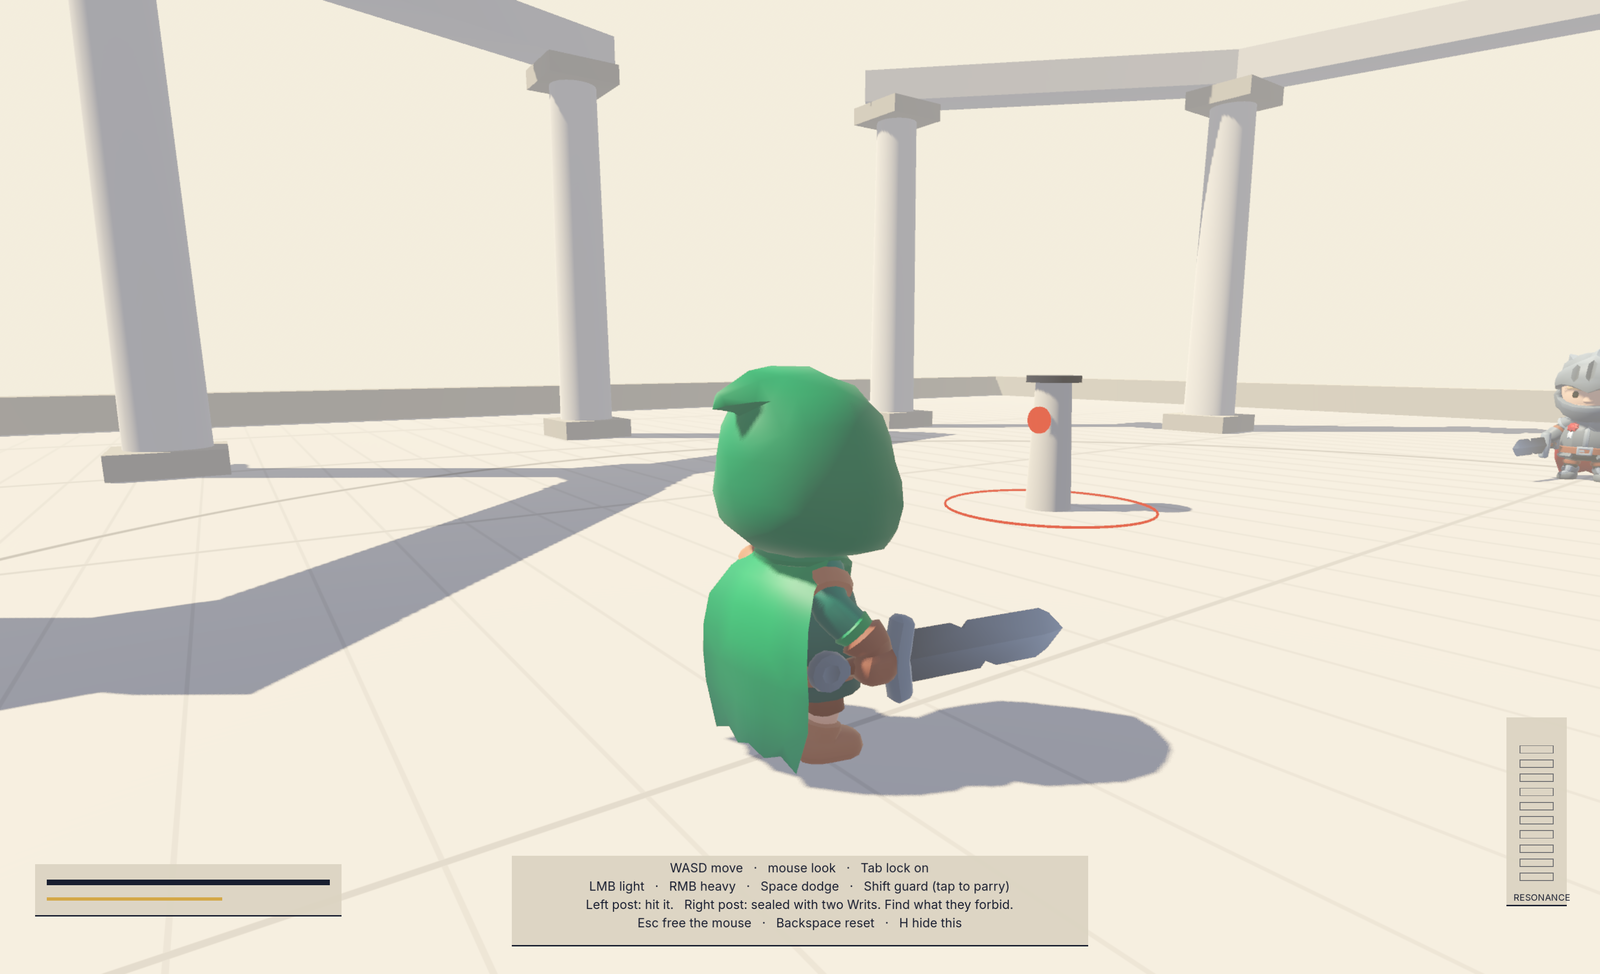 WASD move · mouse look · Tab lock on
LMB light · RMB heavy · Space dodge · Shift guard (tap to parry)
Left post: hit it. Right post: sealed with two Writs. Find what they forbid.
Esc free the mouse · Backspace reset · H hide this
RESONANCE